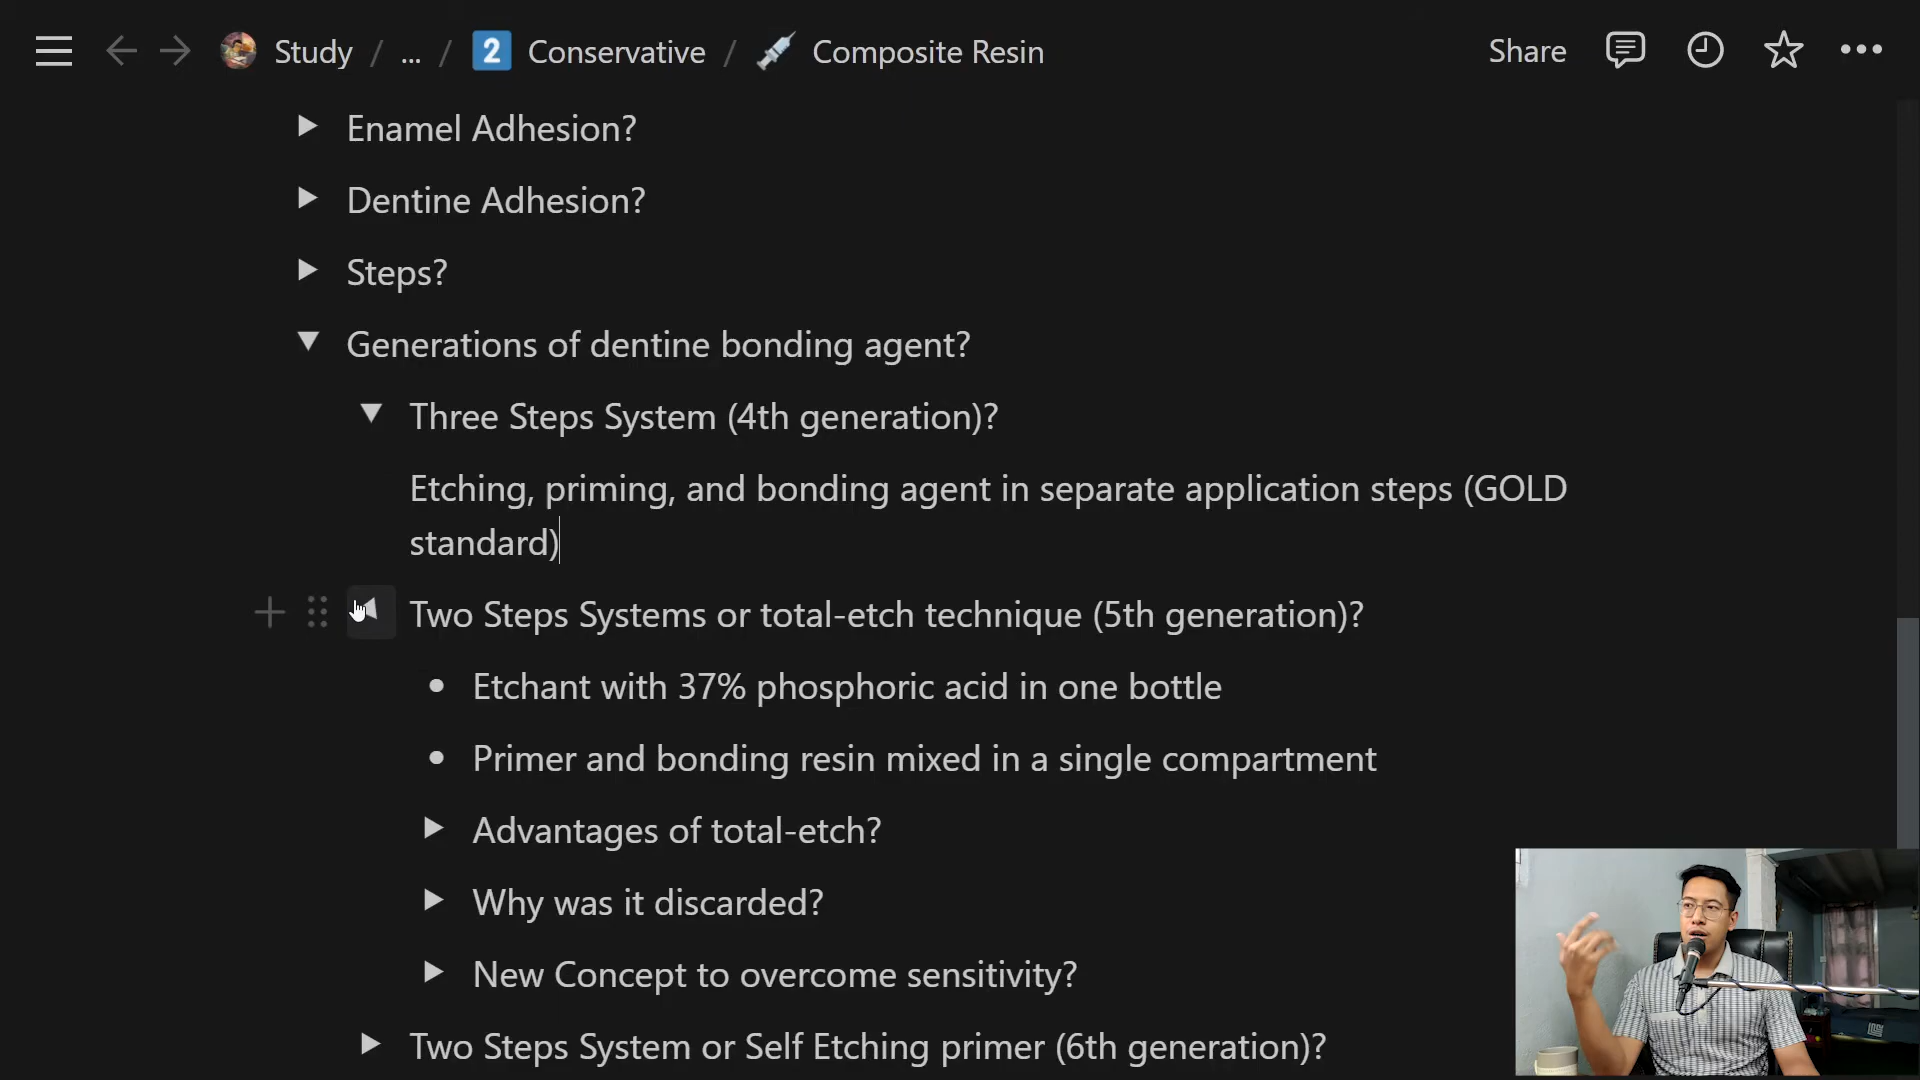 Study / ... / 2 Conservative / Composite Resin
Share
Enamel Adhesion?
Dentine Adhesion?
Steps?
Generations of dentine bonding agent?
Three Steps System (4th generation)?
Etching, priming, and bonding agent in separate application steps (GOLD
standard)
Two Steps Systems or total-etch technique (5th generation)?
Etchant with 37% phosphoric acid in one bottle
Primer and bonding resin mixed in a single compartment
Advantages of total-etch?
Why was it discarded?
New Concept to overcome sensitivity?
Two Steps System or Self Etching primer (6th generation)?